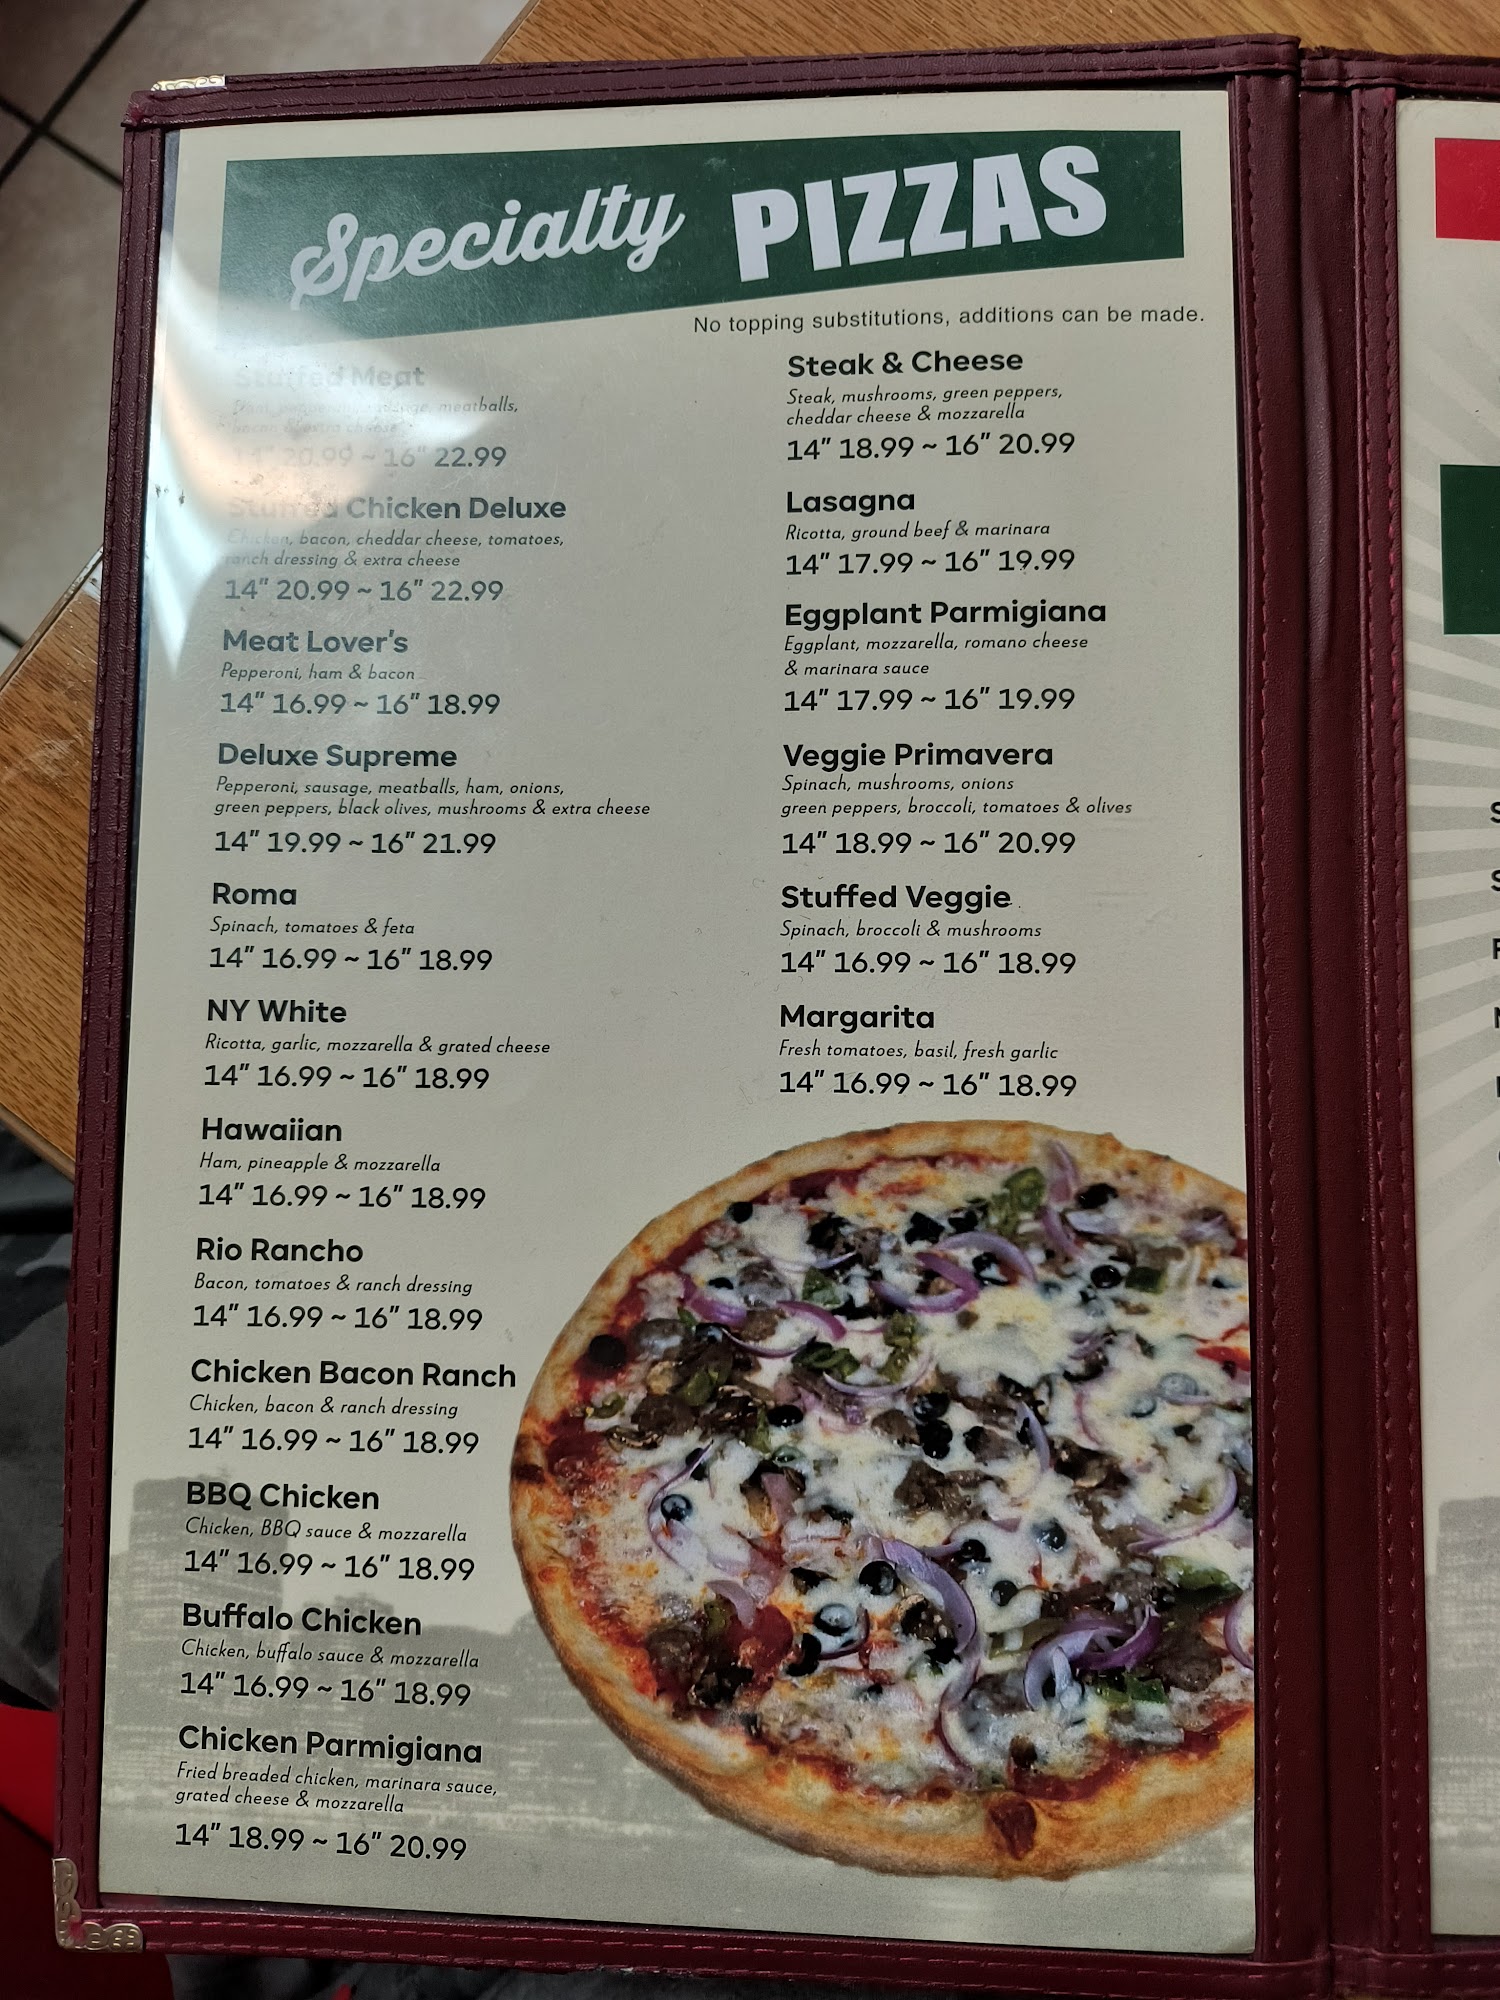 Specialty PIZZAS
No topping substitutions, additions can be made.
Stuffed Meat
Ham, pepperoni, sausage, meatballs,
bacon & extra cheese
14" 20.99 ~ 16" 22.99
Stuffed Chicken Deluxe
Chicken, bacon, cheddar cheese, tomatoes,
ranch dressing & extra cheese
14" 20.99 ~ 16" 22.99
Meat Lover's
Pepperoni, ham & bacon
14" 16.99 ~ 16" 18.99
Deluxe Supreme
Pepperoni, sausage, meatballs, ham, onions,
green peppers, black olives, mushrooms & extra cheese
14" 19.99 ~ 16" 21.99
Roma
Spinach, tomatoes & feta
14" 16.99 ~ 16" 18.99
NY White
Ricotta, garlic, mozzarella & grated cheese
14" 16.99 ~ 16" 18.99
Hawaiian
Ham, pineapple & mozzarella
14" 16.99 ~ 16" 18.99
Rio Rancho
Bacon, tomatoes & ranch dressing
14" 16.99 ~ 16" 18.99
Chicken Bacon Ranch
Chicken, bacon & ranch dressing
14" 16.99 ~ 16" 18.99
BBQ Chicken
Chicken, BBQ sauce & mozzarella
14" 16.99 ~ 16" 18.99
Buffalo Chicken
Chicken, buffalo sauce & mozzarella
14" 16.99 ~ 16" 18.99
Chicken Parmigiana
Fried breaded chicken, marinara sauce,
grated cheese & mozzarella
14" 18.99 ~ 16" 20.99
Steak & Cheese
Steak, mushrooms, green peppers,
cheddar cheese & mozzarella
14" 18.99 ~ 16" 20.99
Lasagna
Ricotta, ground beef & marinara
14" 17.99 ~ 16" 19.99
Eggplant Parmigiana
Eggplant, mozzarella, romano cheese
& marinara sauce
14" 17.99 ~ 16" 19.99
Veggie Primavera
Spinach, mushrooms, onions
green peppers, broccoli, tomatoes & olives
14" 18.99 ~ 16" 20.99
Stuffed Veggie
Spinach, broccoli & mushrooms
14" 16.99 ~ 16" 18.99
Margarita
Fresh tomatoes, basil, fresh garlic
14" 16.99 ~ 16" 18.99